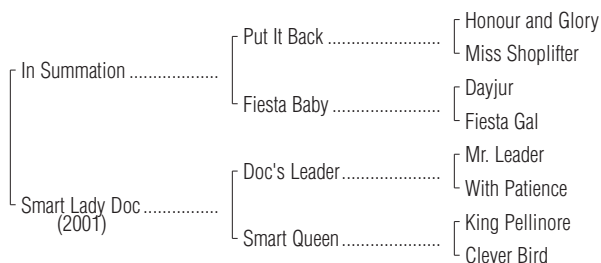 Honour and Glory
Put It Back ........................
Miss Shoplifter
In Summation ...................
Dayjur
Fiesta Baby .......................
Fiesta Gal
Mr. Leader
Doc's Leader .....................
With Patience
Smart Lady Doc ................
(2001)
King Pellinore
Smart Queen .....................
Clever Bird